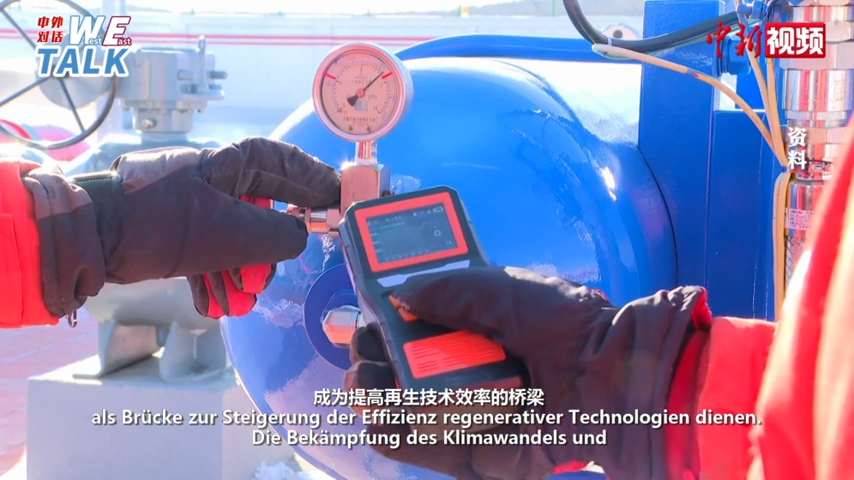 中外
对话
WE
West East
TALK
中新视频
资料
成为提高再生技术效率的桥梁
als Brücke zur Steigerung der Effizienz regenerativer Technologien dienen.
Die Bekämpfung des Klimawandels und